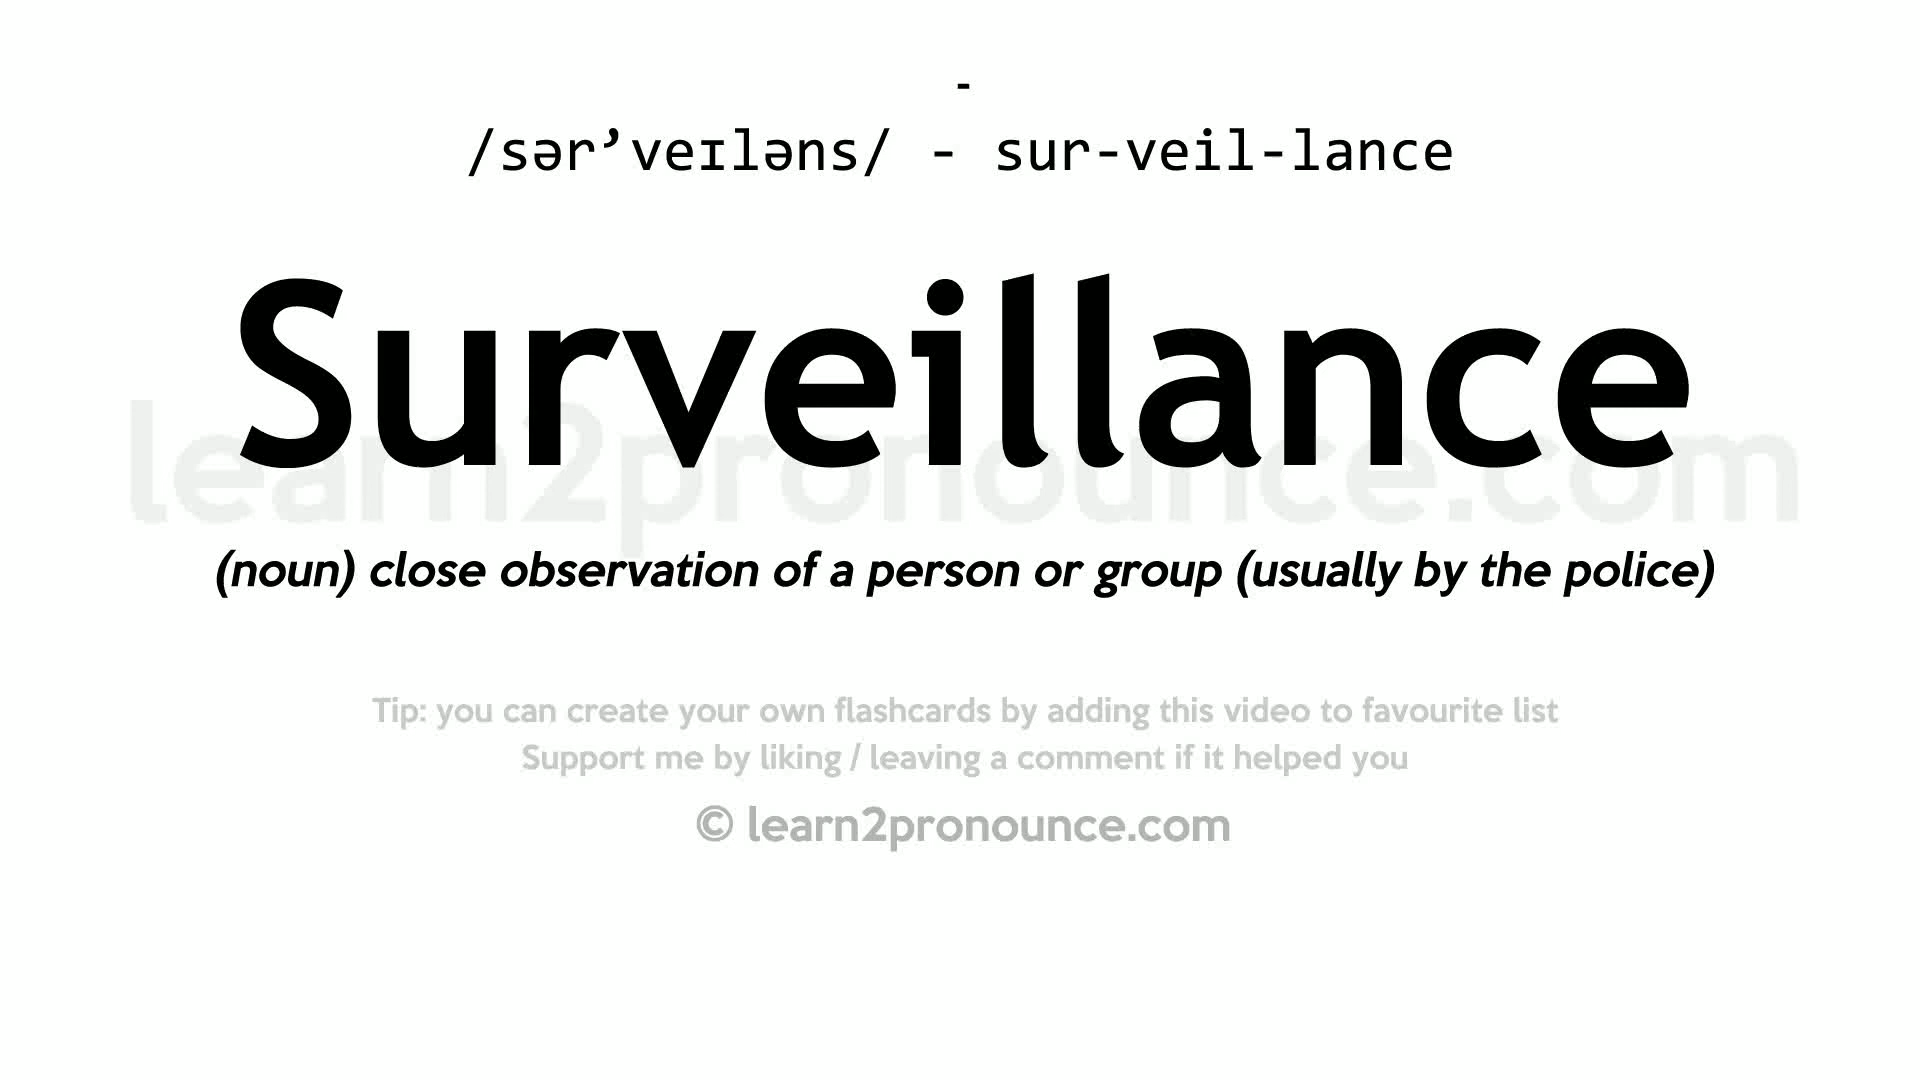 -
/sər’veɪləns/ - sur-veil-lance
Surveillance
learn2pronounce.com
(noun) close observation of a person or group (usually by the police)
Tip: you can create your own flashcards by adding this video to favourite list
Support me by liking / leaving a comment if it helped you
© learn2pronounce.com